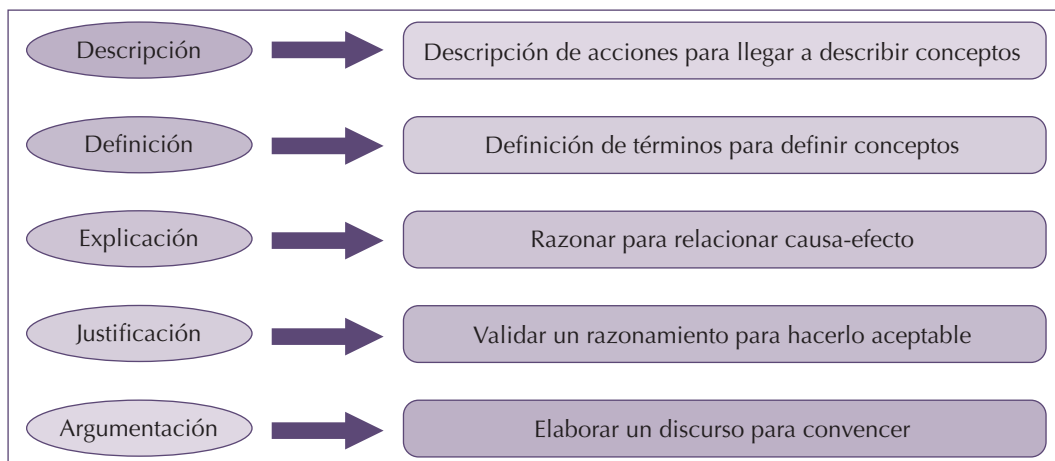 Descripción
Descripción de acciones para llegar a describir conceptos
Definición
Definición de términos para definir conceptos
Explicación
Razonar para relacionar causa-efecto
Justificación
Validar un razonamiento para hacerlo aceptable
Argumentación
Elaborar un discurso para convencer